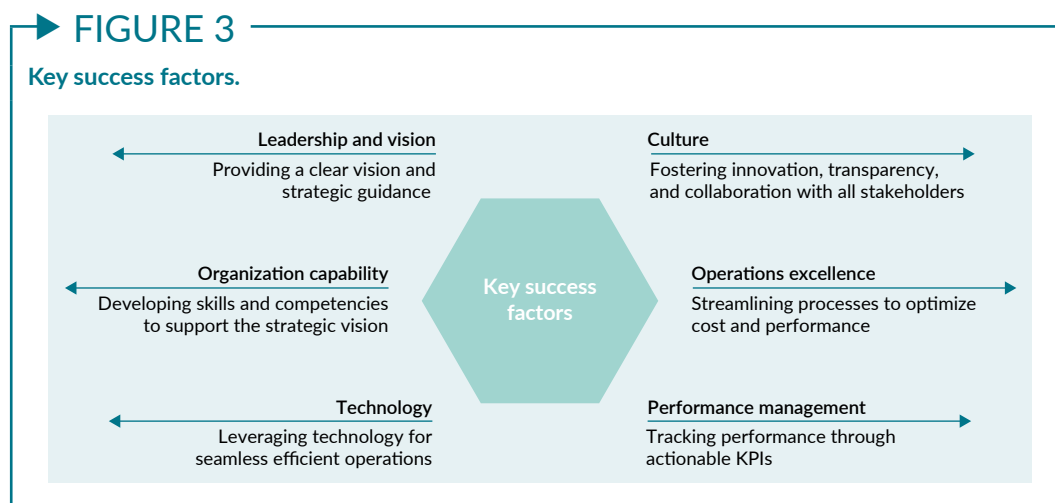 FIGURE 3
Key success factors.
Leadership and vision
Providing a clear vision and
strategic guidance
Culture
Fostering innovation, transparency,
and collaboration with all stakeholders
Organization capability
Developing skills and competencies
to support the strategic vision
Key success
factors
Operations excellence
Streamlining processes to optimize
cost and performance
Technology
Leveraging technology for
seamless efficient operations
Performance management
Tracking performance through
actionable KPIs